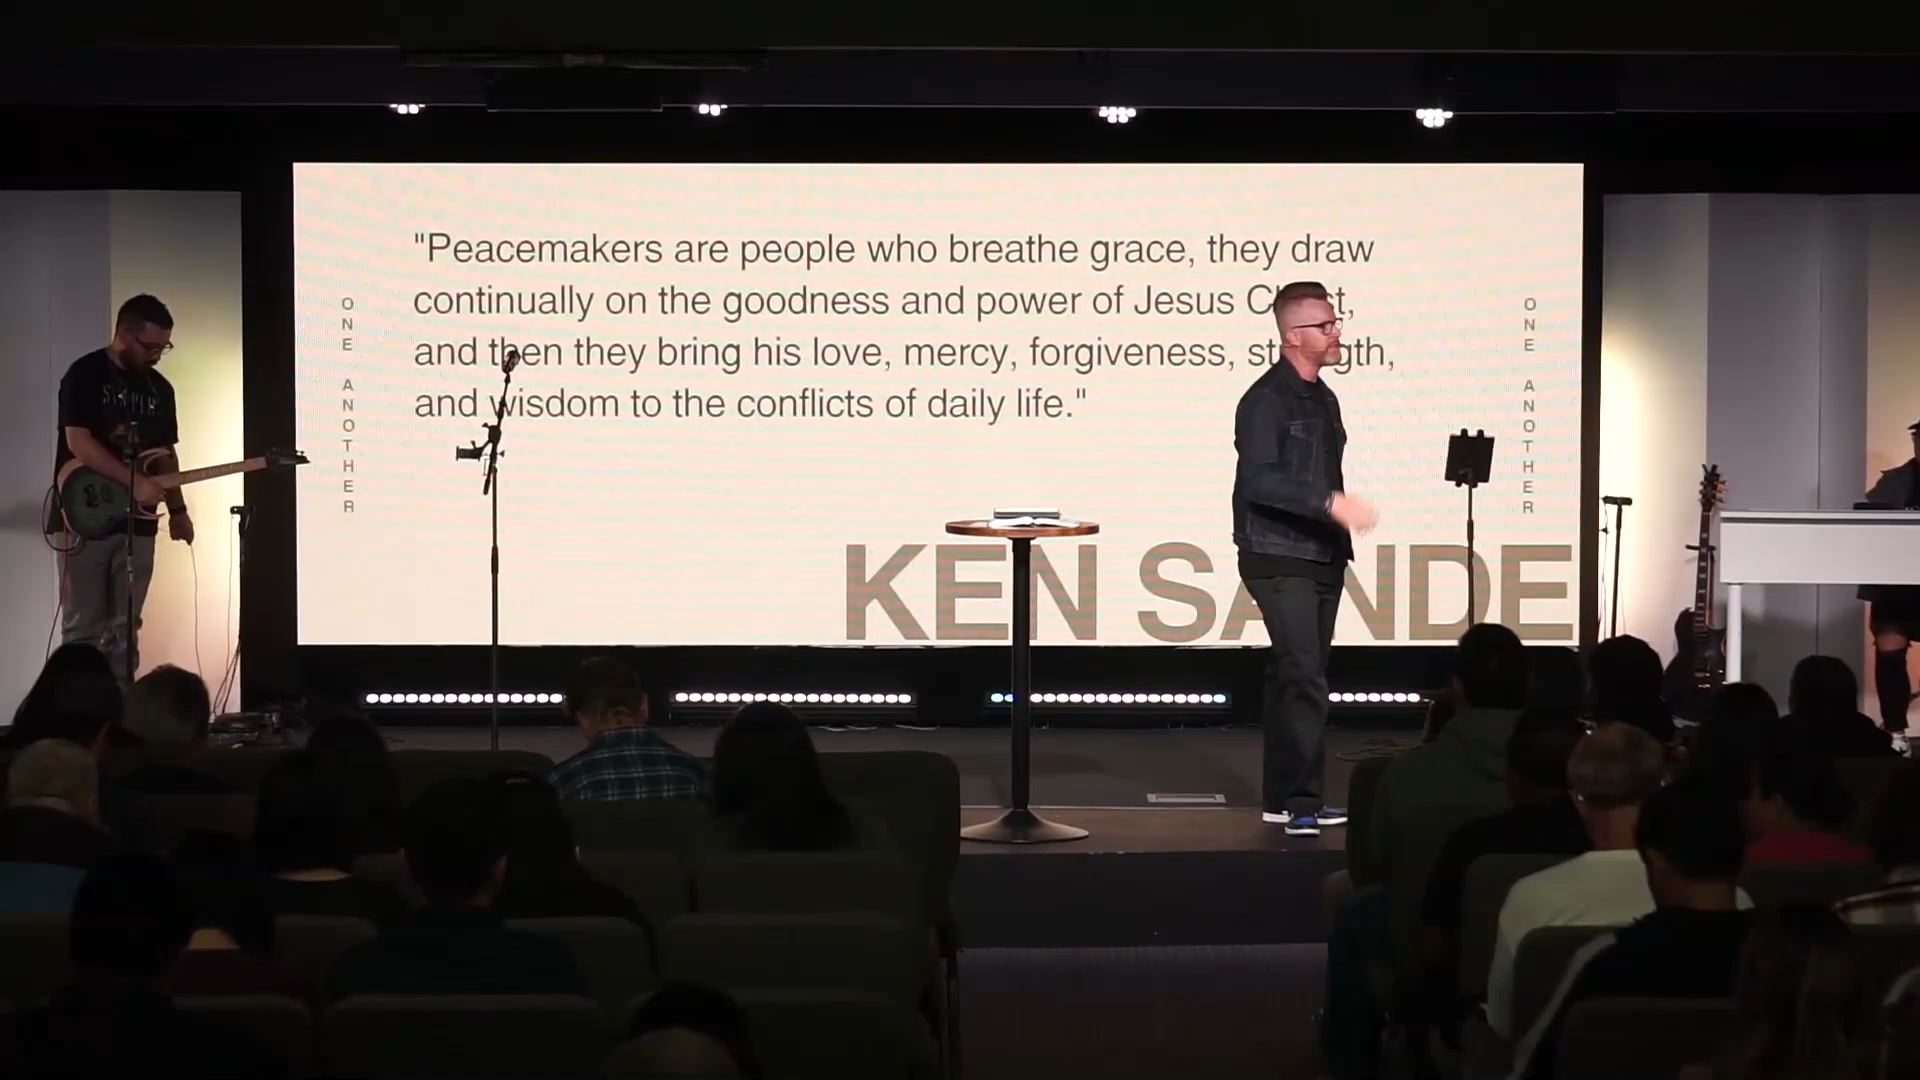 "Peacemakers are people who breathe grace, they draw
continually on the goodness and power of Jesus Christ,
and then they bring his love, mercy, forgiveness, strength,
and wisdom to the conflicts of daily life."
ONE ANOTHER
ONE ANOTHER
KEN SANDE